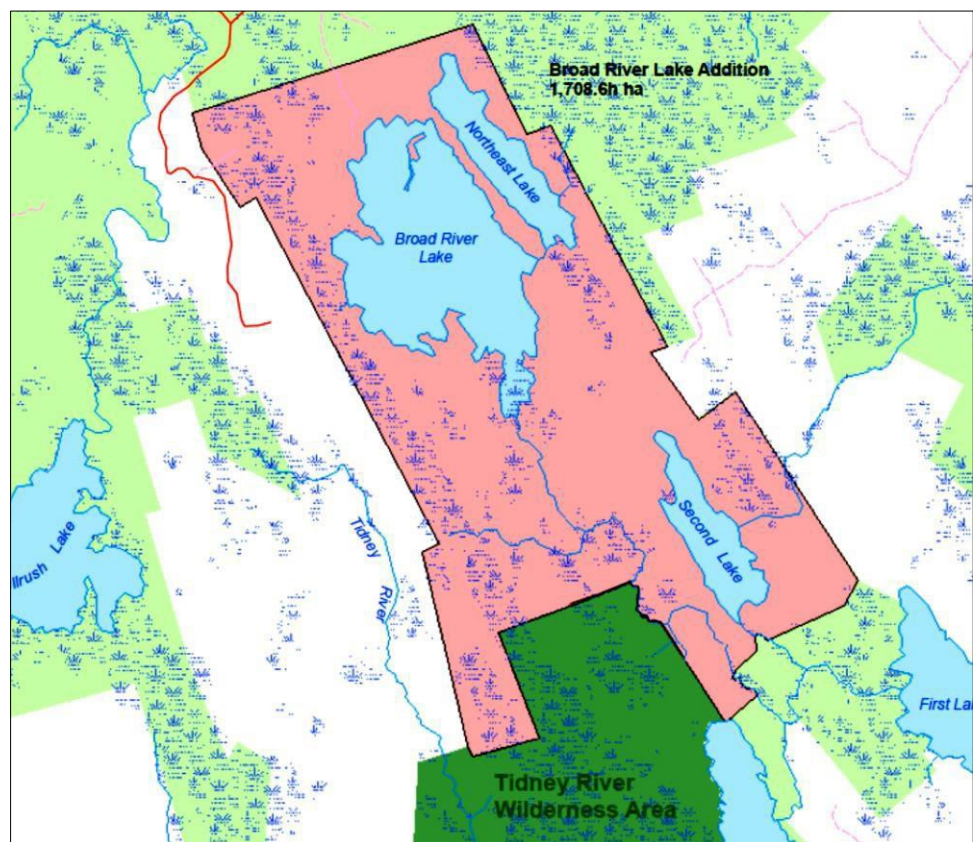 Broad River Lake Addition
1,708.6h ha
Northeast Lake
Broad River
Lake
Second Lake
Tidney
River
llrush Lake
First La
Tidney River
Wilderness Area